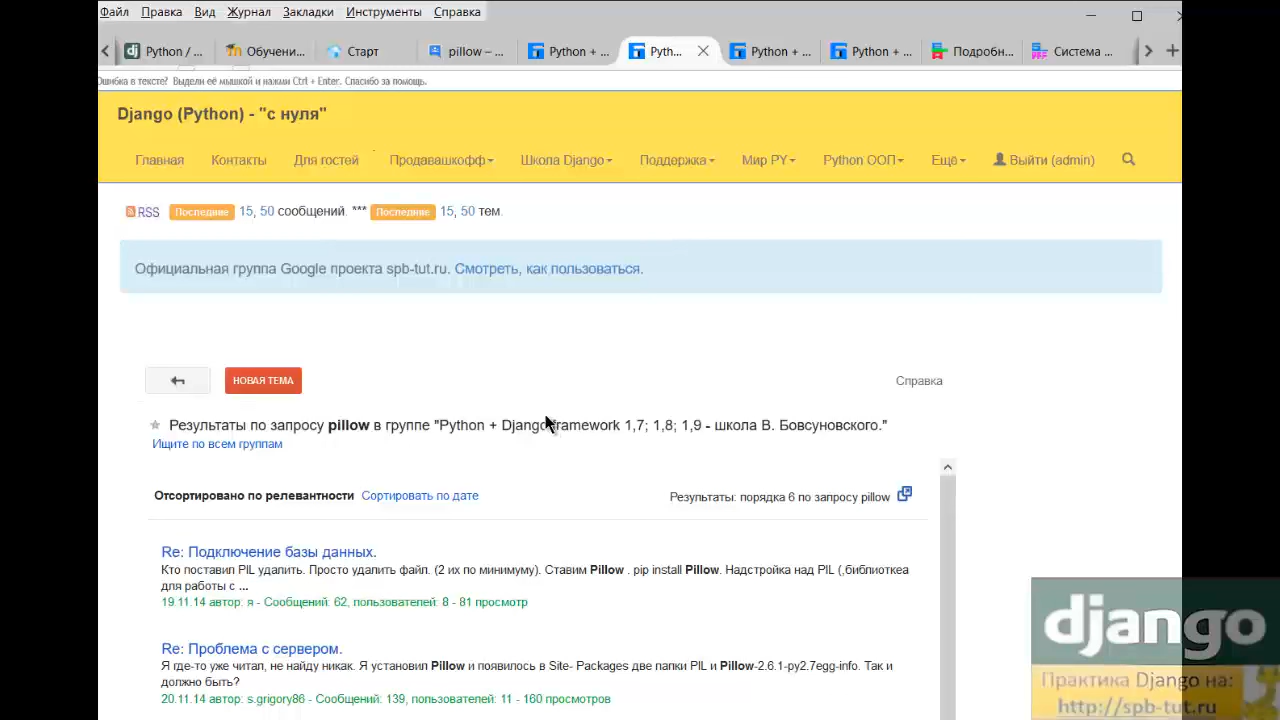 Файл Правка Вид Журнал Закладки Инструменты Справка
Python / ... Обучени... Старт pillow – ... Python + ... Pyth... Python + ... Python + ... Подробн... Система ...
Ошибка в тексте? Выдели её мышкой и нажми Ctrl + Enter. Спасибо за помощь.
Django (Python) - "с нуля"
Главная Контакты Для гостей Продавашкофф Школа Django Поддержка Мир PY Python ООП Ещё Выйти (admin)
RSS Последние 15, 50 сообщений. *** Последние 15, 50 тем.
Официальная группа Google проекта spb-tut.ru. Смотреть, как пользоваться.
НОВАЯ ТЕМА Справка
Результаты по запросу pillow в группе "Python + Django framework 1,7; 1,8; 1,9 - школа В. Бовсуновского."
Ищите по всем группам
Отсортировано по релевантности Сортировать по дате Результаты: порядка 6 по запросу pillow
Re: Подключение базы данных.
Кто поставил PIL удалить. Просто удалить файл. (2 их по минимуму). Ставим Pillow . pip install Pillow. Надстройка над PIL (,библиоткеа
для работы с ...
19.11.14 автор: я - Сообщений: 62, пользователей: 8 - 81 просмотр
Re: Проблема с сервером.
Я где-то уже читал, не найду никак. Я установил Pillow и появилось в Site- Packages две папки PIL и Pillow-2.6.1-py2.7egg-info. Так и
должно быть?
20.11.14 автор: s.grigory86 - Сообщений: 139, пользователей: 11 - 160 просмотров
django
Практика Django на:
http://spb-tut.ru